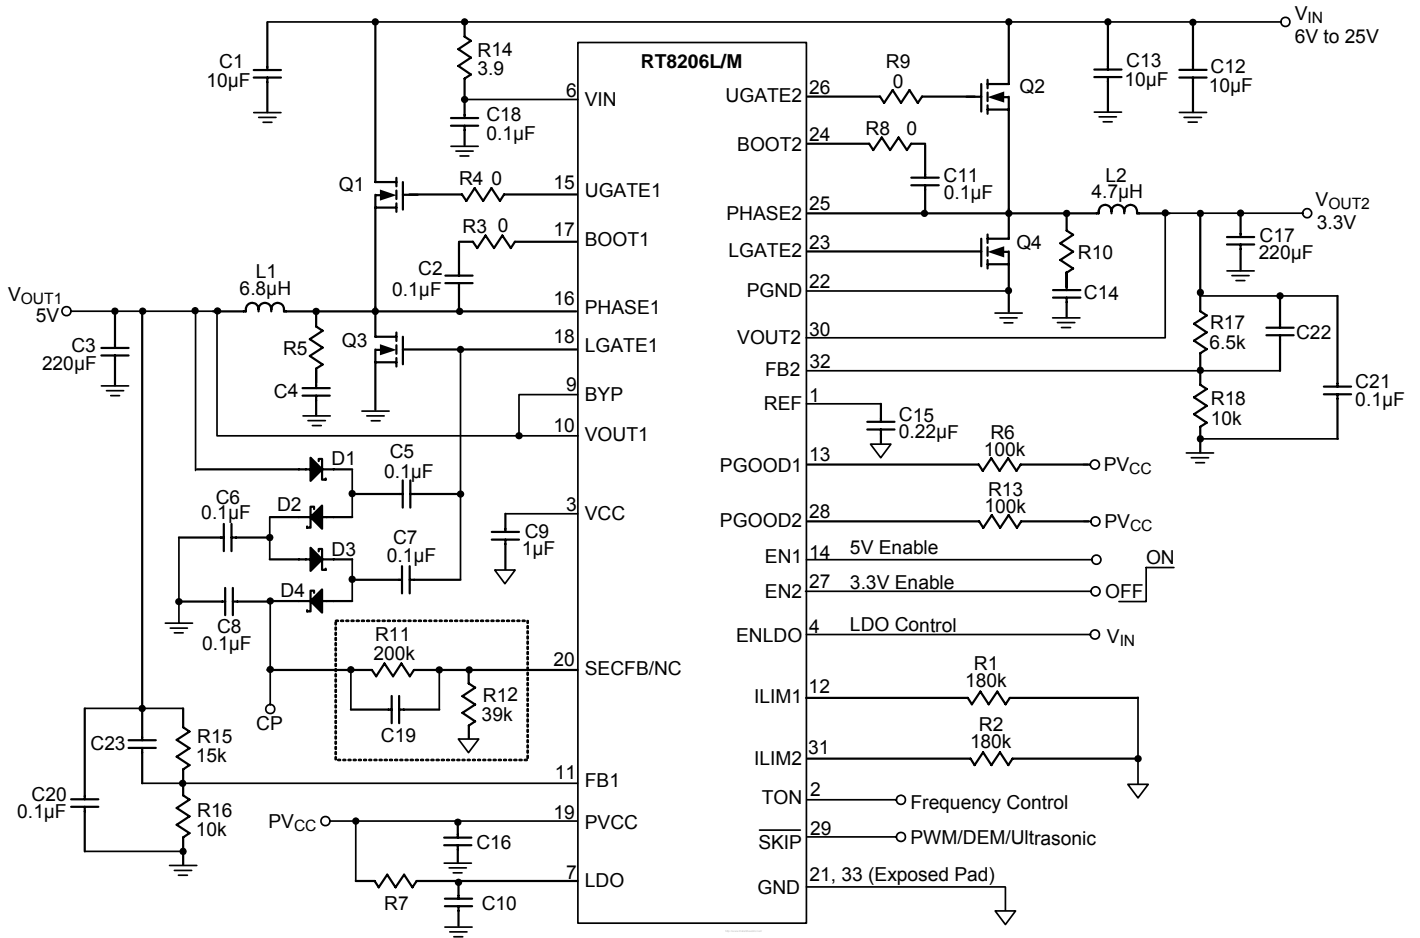 V_IN
6V to 25V
C1
10µF
R14
3.9
RT8206L/M
R9
0
C13
10µF
C12
10µF
6
VIN
UGATE2
26
Q2
C18
0.1µF
BOOT2
24
R8 0
Q1
R4 0
15
UGATE1
C11
0.1µF
L2
4.7µH
R3 0
17
BOOT1
PHASE2
25
V_OUT2
3.3V
C2
0.1µF
LGATE2
23
Q4
R10
C17
220µF
L1
6.8µH
V_OUT1
5V
16
PHASE1
PGND
22
C14
C3
220µF
R5
Q3
18
LGATE1
VOUT2
30
R17
6.5k
C22
C4
9
BYP
FB2
32
10
VOUT1
REF
1
C15
0.22µF
R18
10k
C21
0.1µF
D1
C5
0.1µF
PGOOD1
13
R6
100k
PV_CC
C6
0.1µF
D2
3
VCC
C9
1µF
PGOOD2
28
R13
100k
PV_CC
D3
C7
0.1µF
EN1
14
5V Enable
ON
D4
EN2
27
3.3V Enable
OFF
C8
0.1µF
ENLDO
4
LDO Control
V_IN
R11
200k
20
SECFB/NC
R12
39k
C19
CP
ILIM1
12
R1
180k
C23
R15
15k
ILIM2
31
R2
180k
11
FB1
C20
0.1µF
R16
10k
TON
2
Frequency Control
PV_CC
19
PVCC
C16
SKIP
29
PWM/DEM/Ultrasonic
R7
7
LDO
C10
GND
21, 33 (Exposed Pad)